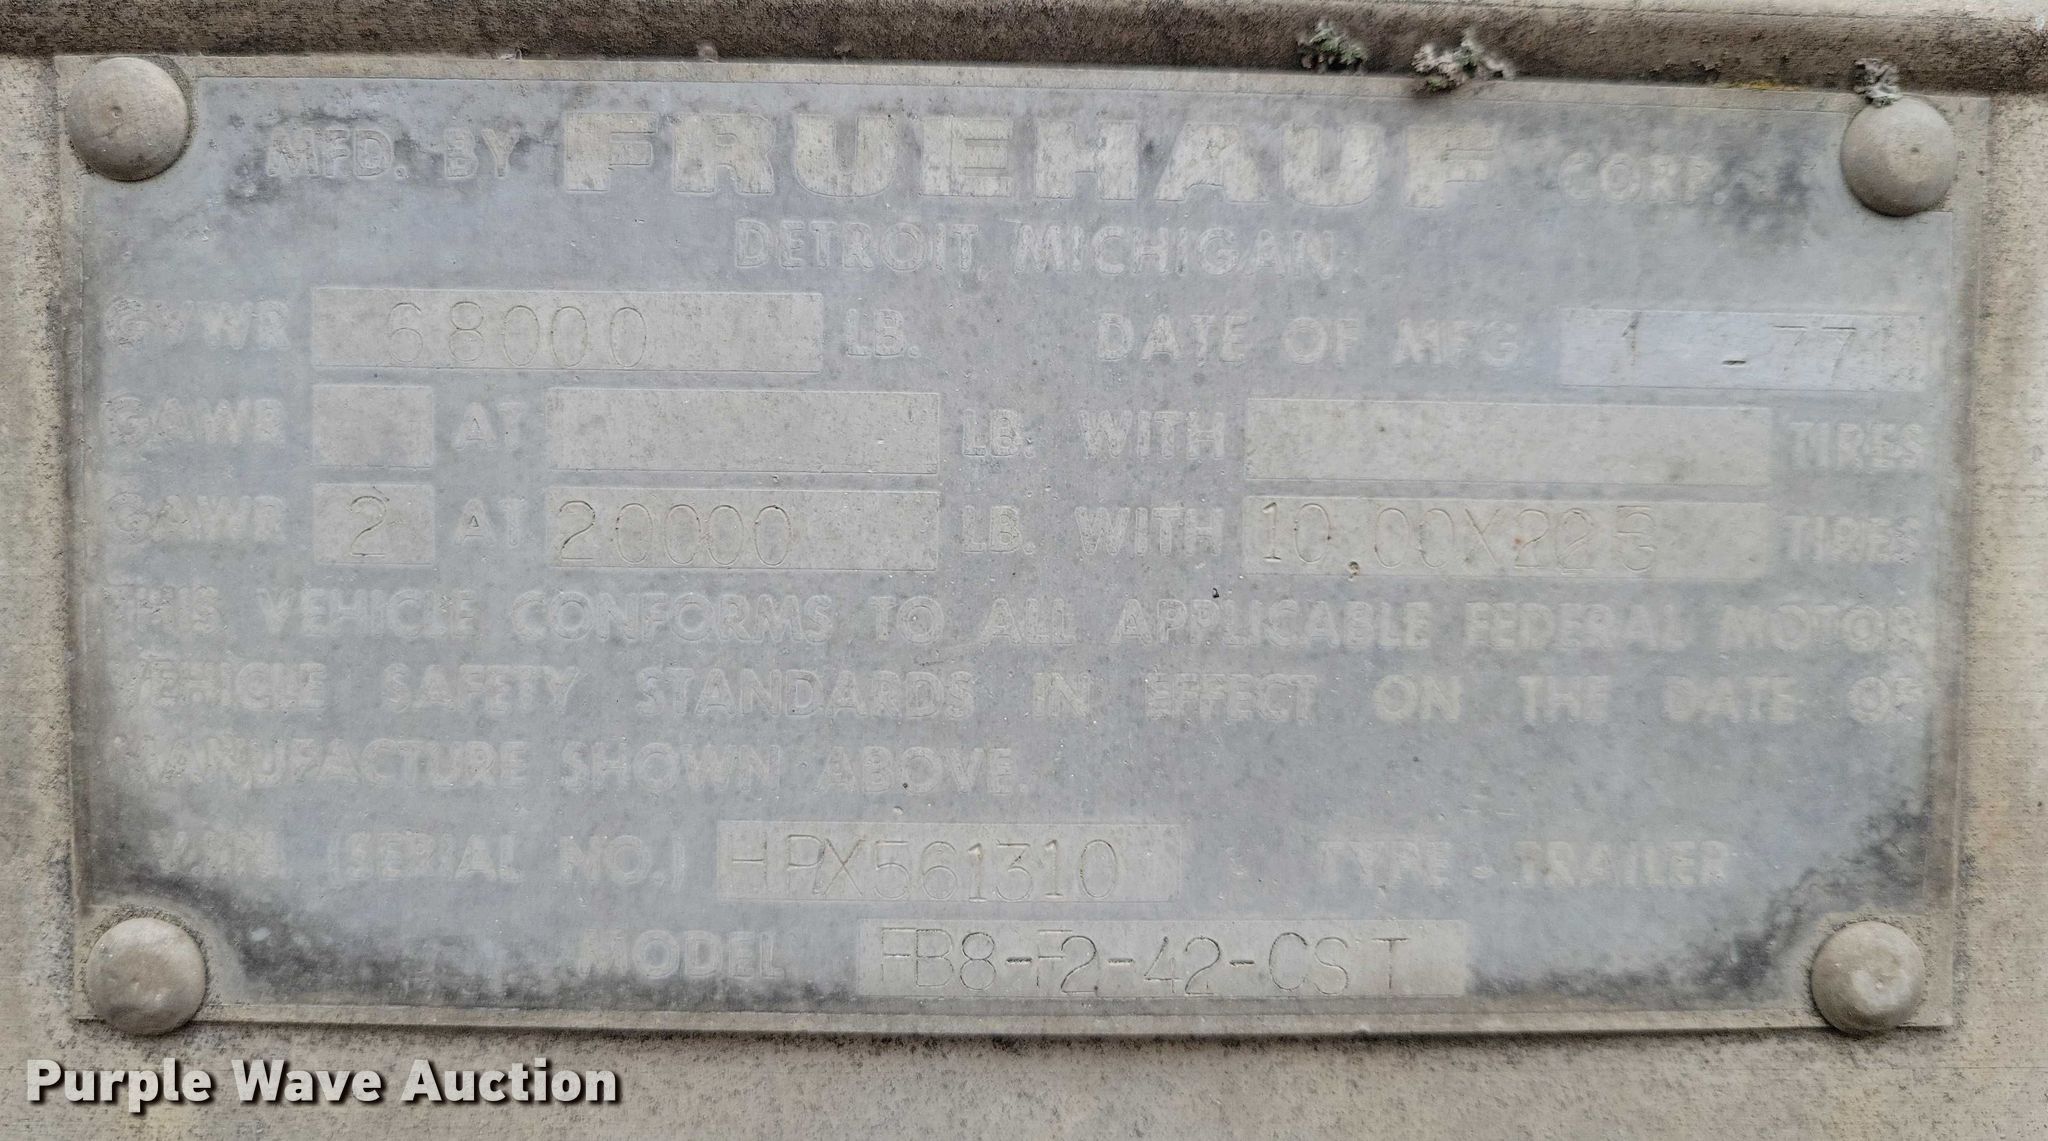 MFD. BY FRUEHAUF CORP.
DETROIT, MICHIGAN
GVWR 68000 LB. DATE OF MFG 1 - 77
GAWR AT LB. WITH TIRES
GAWR 2 AT 20000 LB. WITH 10.00X225 TIRES
THIS VEHICLE CONFORMS TO ALL APPLICABLE FEDERAL MOTOR
VEHICLE SAFETY STANDARDS IN EFFECT ON THE DATE OF
MANUFACTURE SHOWN ABOVE.
V.I.N. (SERIAL NO.) HPX561310 TYPE - TRAILER
MODEL FB8-F2-42-CST
Purple Wave Auction